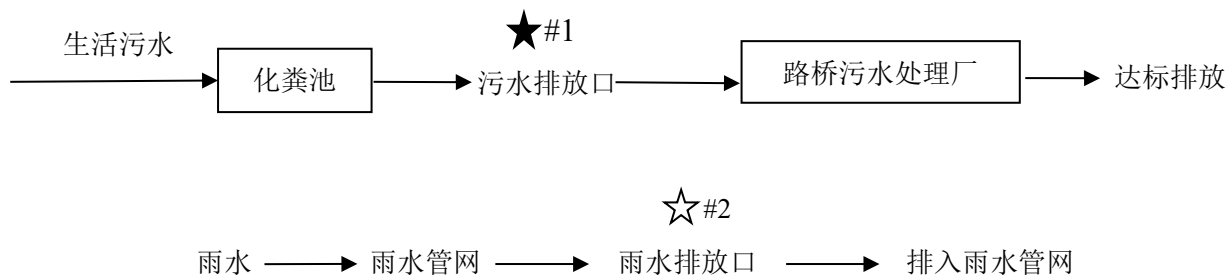 ★#1
生活污水
化粪池
污水排放口
路桥污水处理厂
达标排放
☆#2
雨水
雨水管网
雨水排放口
排入雨水管网